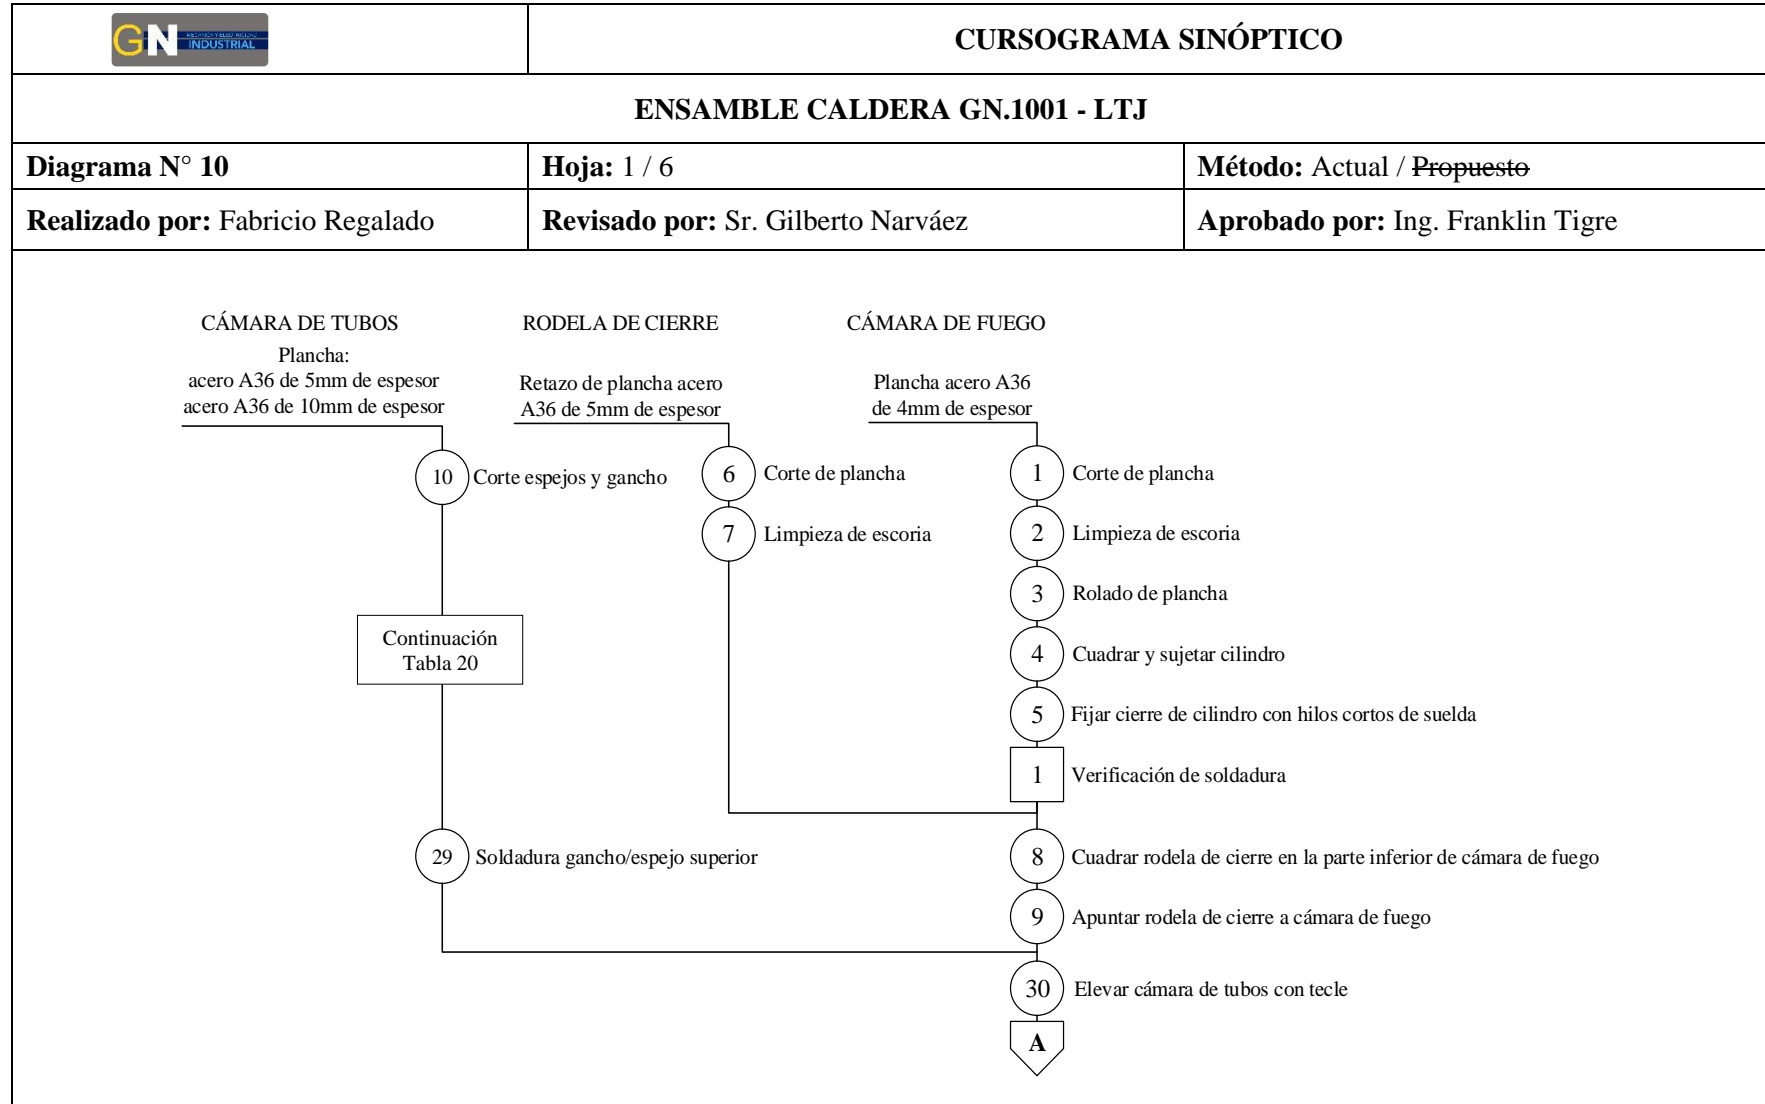 GN
INDUSTRIAL
CURSOGRAMA SINÓPTICO
ENSAMBLE CALDERA GN.1001 - LTJ
Diagrama N° 10
Hoja: 1 / 6
Método: Actual / Propuesto
Realizado por: Fabricio Regalado
Revisado por: Sr. Gilberto Narváez
Aprobado por: Ing. Franklin Tigre
CÁMARA DE TUBOS
Plancha:
acero A36 de 5mm de espesor
acero A36 de 10mm de espesor
10 Corte espejos y gancho
Continuación
Tabla 20
29 Soldadura gancho/espejo superior
RODELA DE CIERRE
Retazo de plancha acero
A36 de 5mm de espesor
6 Corte de plancha
7 Limpieza de escoria
CÁMARA DE FUEGO
Plancha acero A36
de 4mm de espesor
1 Corte de plancha
2 Limpieza de escoria
3 Rolado de plancha
4 Cuadrar y sujetar cilindro
5 Fijar cierre de cilindro con hilos cortos de suelda
1 Verificación de soldadura
8 Cuadrar rodela de cierre en la parte inferior de cámara de fuego
9 Apuntar rodela de cierre a cámara de fuego
30 Elevar cámara de tubos con tecle
A